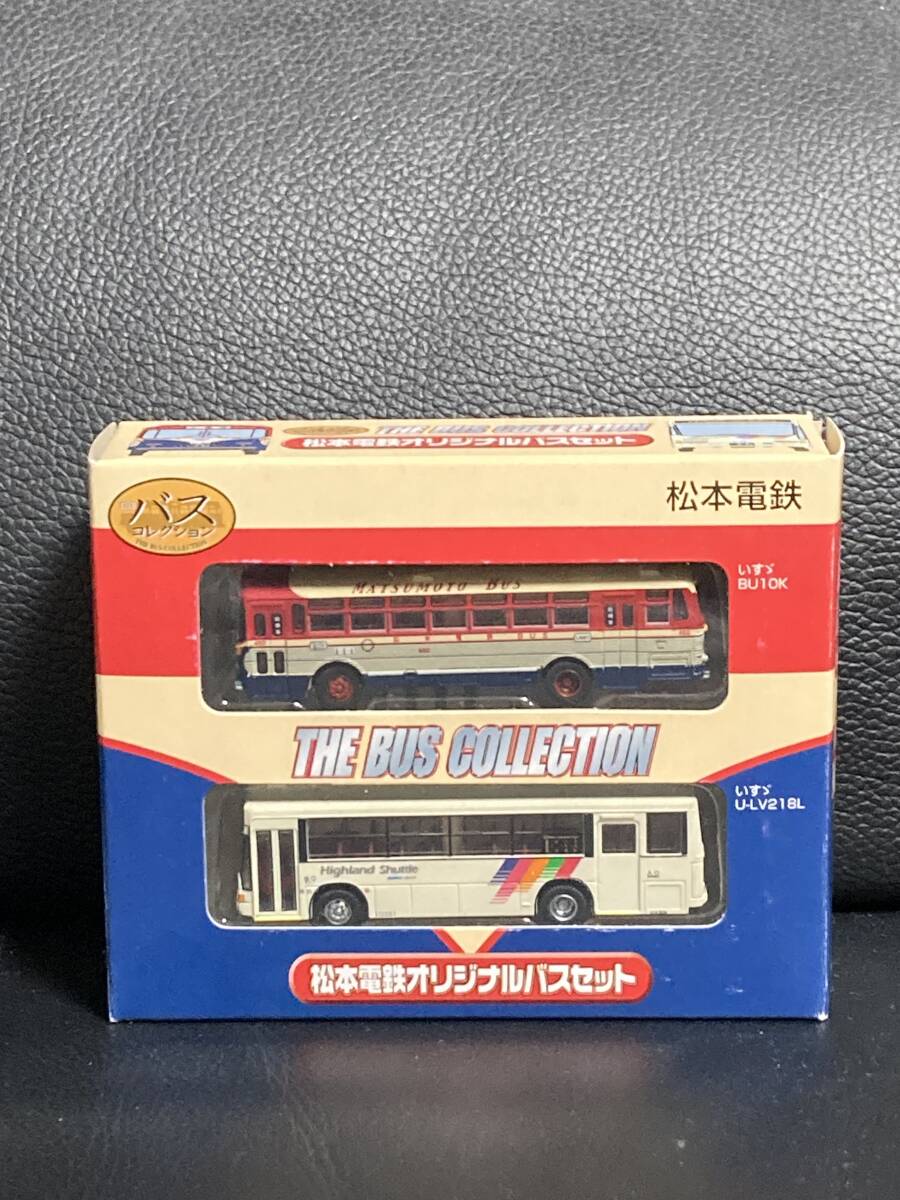 THE BUS COLLECTION
松本電鉄オリジナルバスセット
バス
コレクション
THE BUS COLLECTION
松本電鉄
いすゞ
BU10K
MATSUMOTO BUS
THE BUS COLLECTION
いすゞ
U-LV218L
Highland Shuttle
松本電鉄オリジナルバスセット